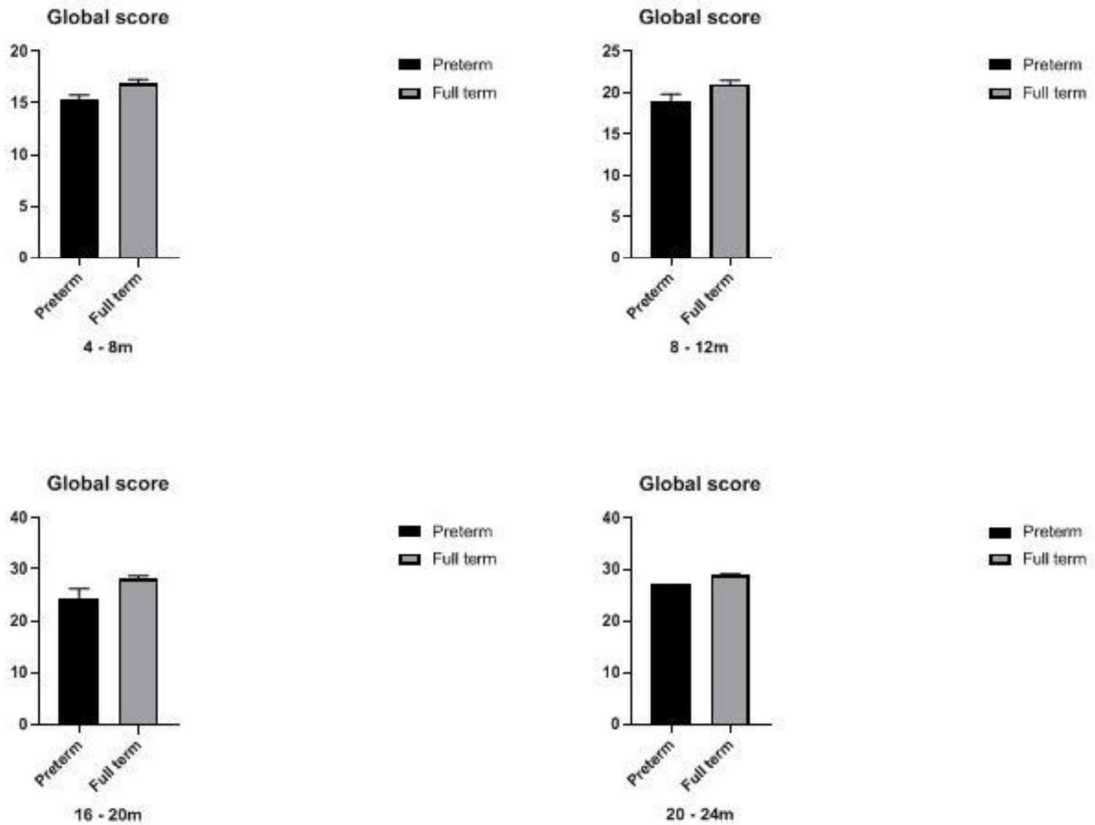 Global score
20
15
10
5
0
Preterm
Full term
4 - 8m
Preterm
Full term
Global score
25
20
15
10
5
0
Preterm
Full term
8 - 12m
Preterm
Full term
Global score
40
30
20
10
0
Preterm
Full term
16 - 20m
Preterm
Full term
Global score
40
30
20
10
0
Preterm
Full term
20 - 24m
Preterm
Full term